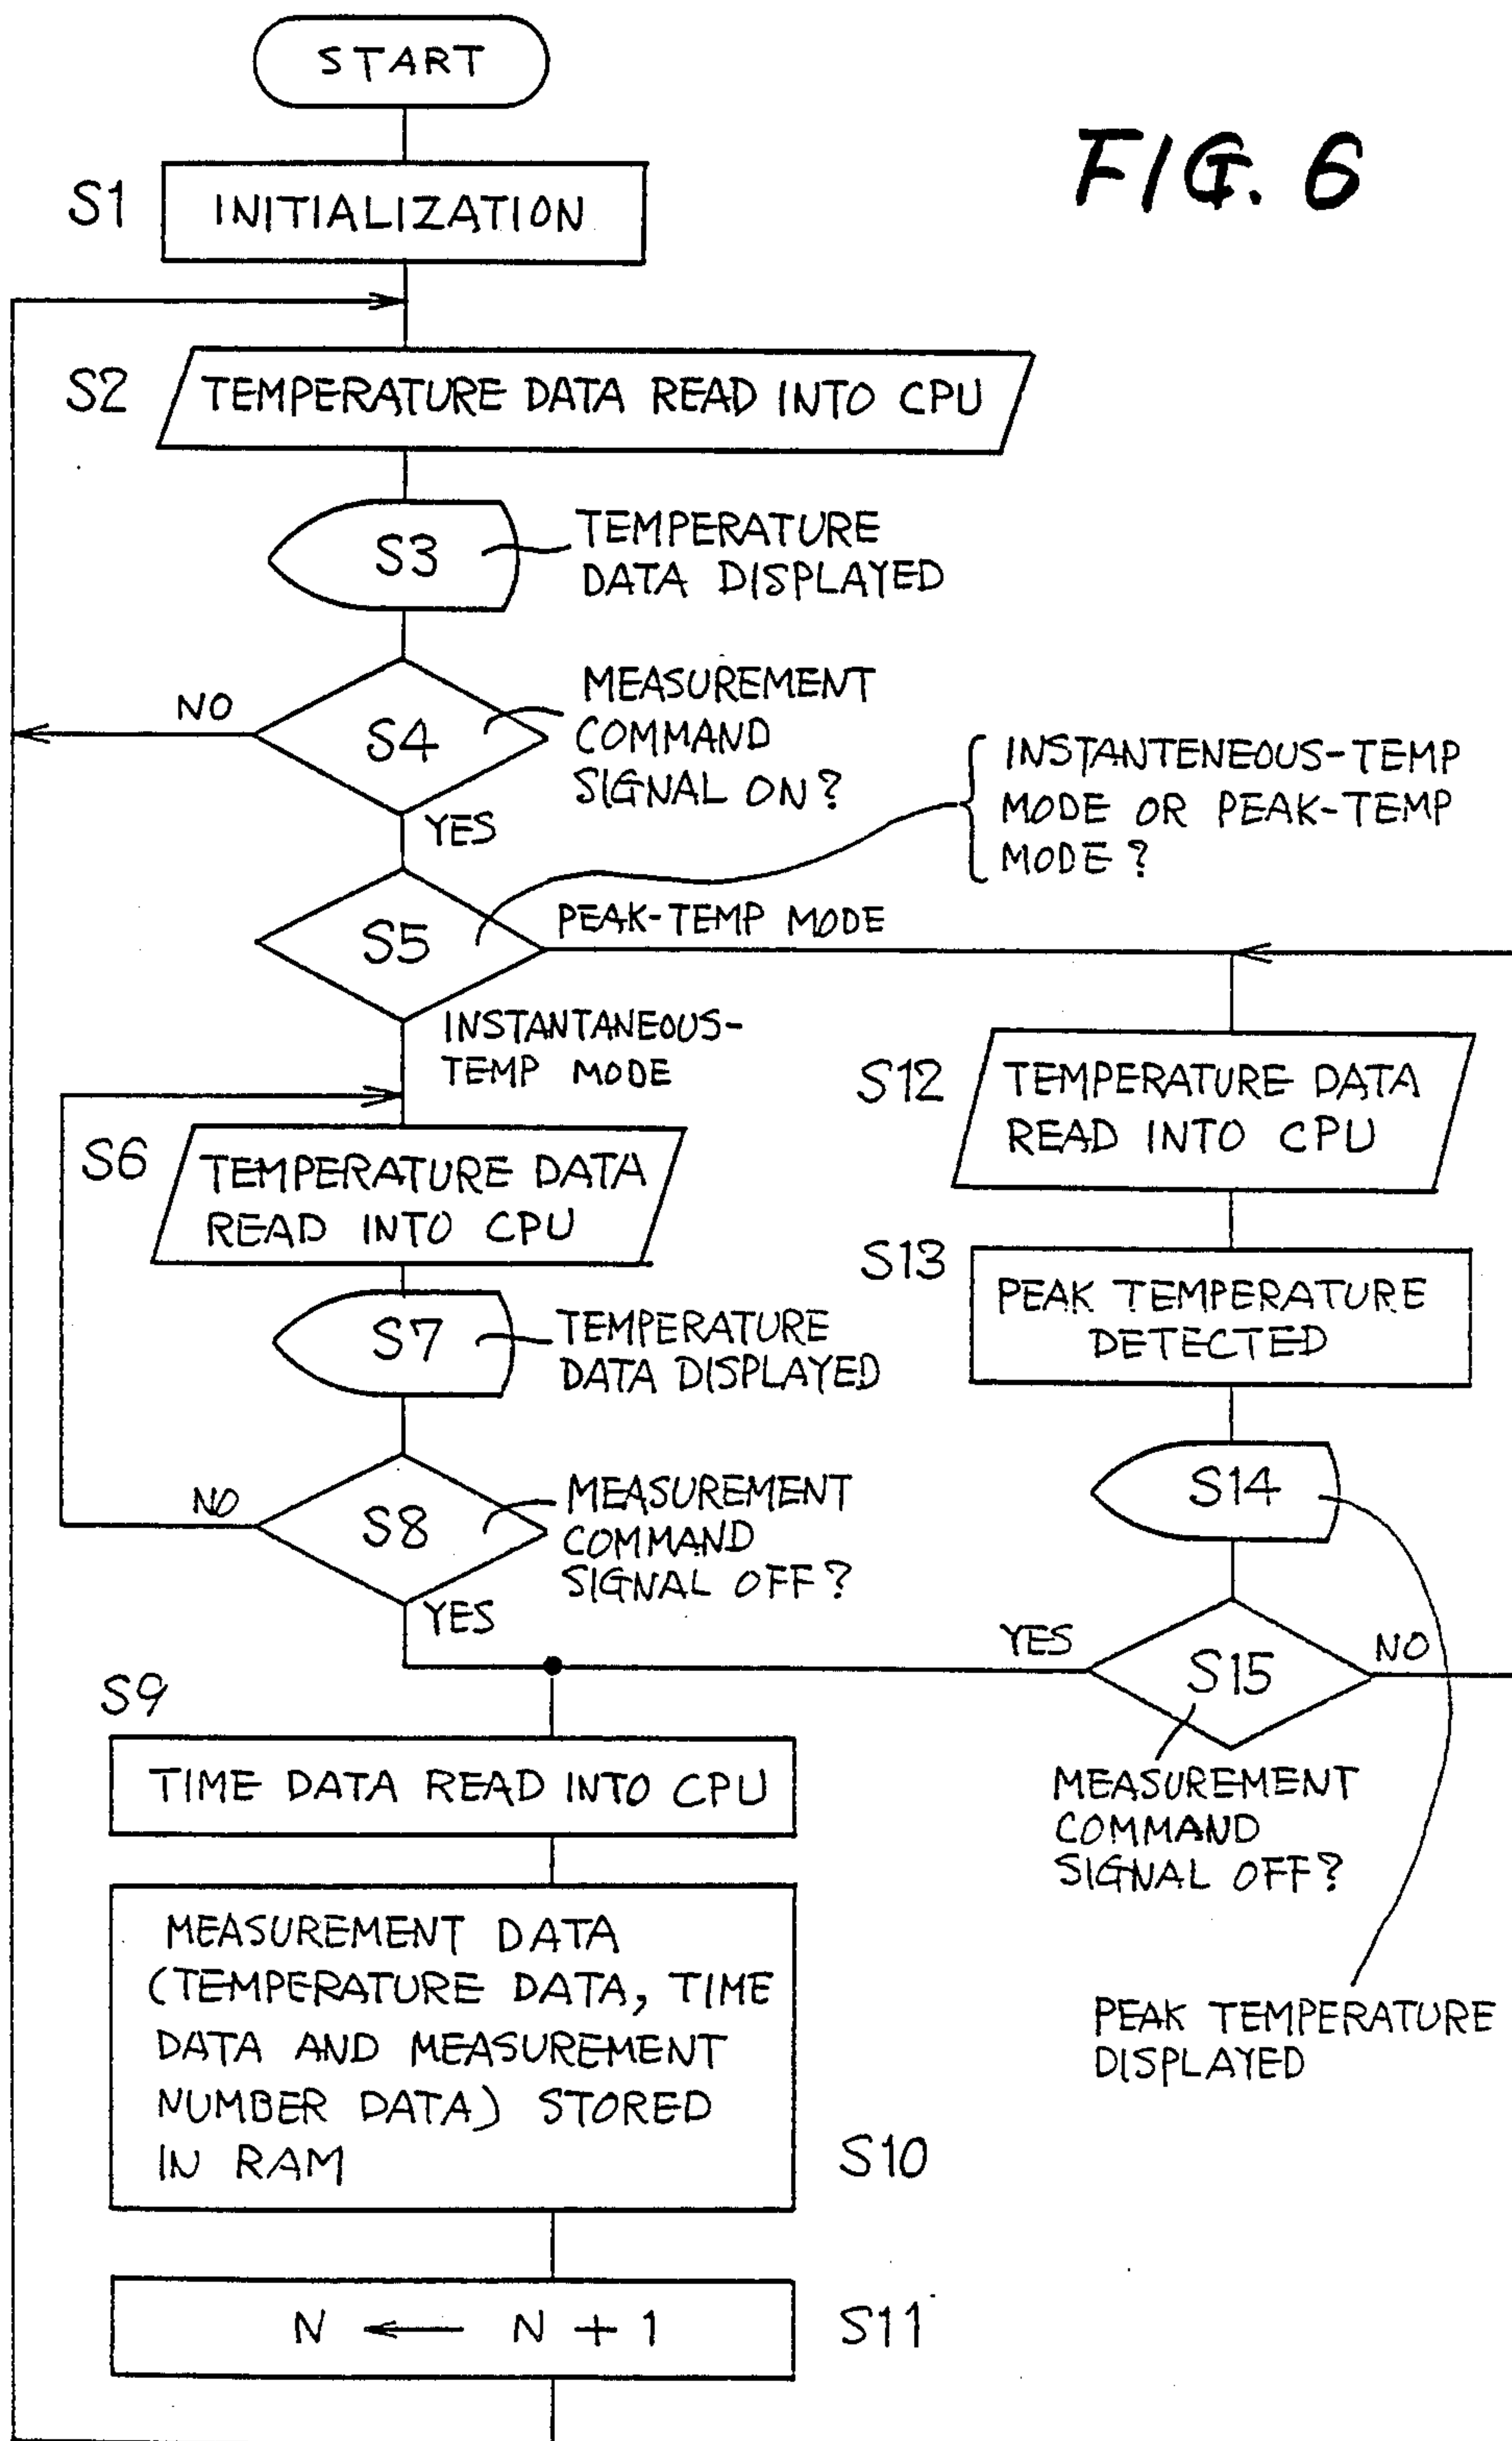 START
FIG. 6
S1
INITIALIZATION
S2
TEMPERATURE DATA READ INTO CPU
S3
TEMPERATURE
DATA DISPLAYED
NO
S4
MEASUREMENT
COMMAND
SIGNAL ON?
YES
INSTANTENEOUS-TEMP
MODE OR PEAK-TEMP
MODE?
S5
PEAK-TEMP MODE
INSTANTANEOUS-
TEMP MODE
S6
TEMPERATURE DATA
READ INTO CPU
S7
TEMPERATURE
DATA DISPLAYED
NO
S8
MEASUREMENT
COMMAND
SIGNAL OFF?
YES
S12
TEMPERATURE DATA
READ INTO CPU
S13
PEAK TEMPERATURE
DETECTED
S14
YES
S15
NO
MEASUREMENT
COMMAND
SIGNAL OFF?
PEAK TEMPERATURE
DISPLAYED
S9
TIME DATA READ INTO CPU
MEASUREMENT DATA
(TEMPERATURE DATA, TIME
DATA AND MEASUREMENT
NUMBER DATA) STORED
IN RAM
S10
N ← N + 1
S11